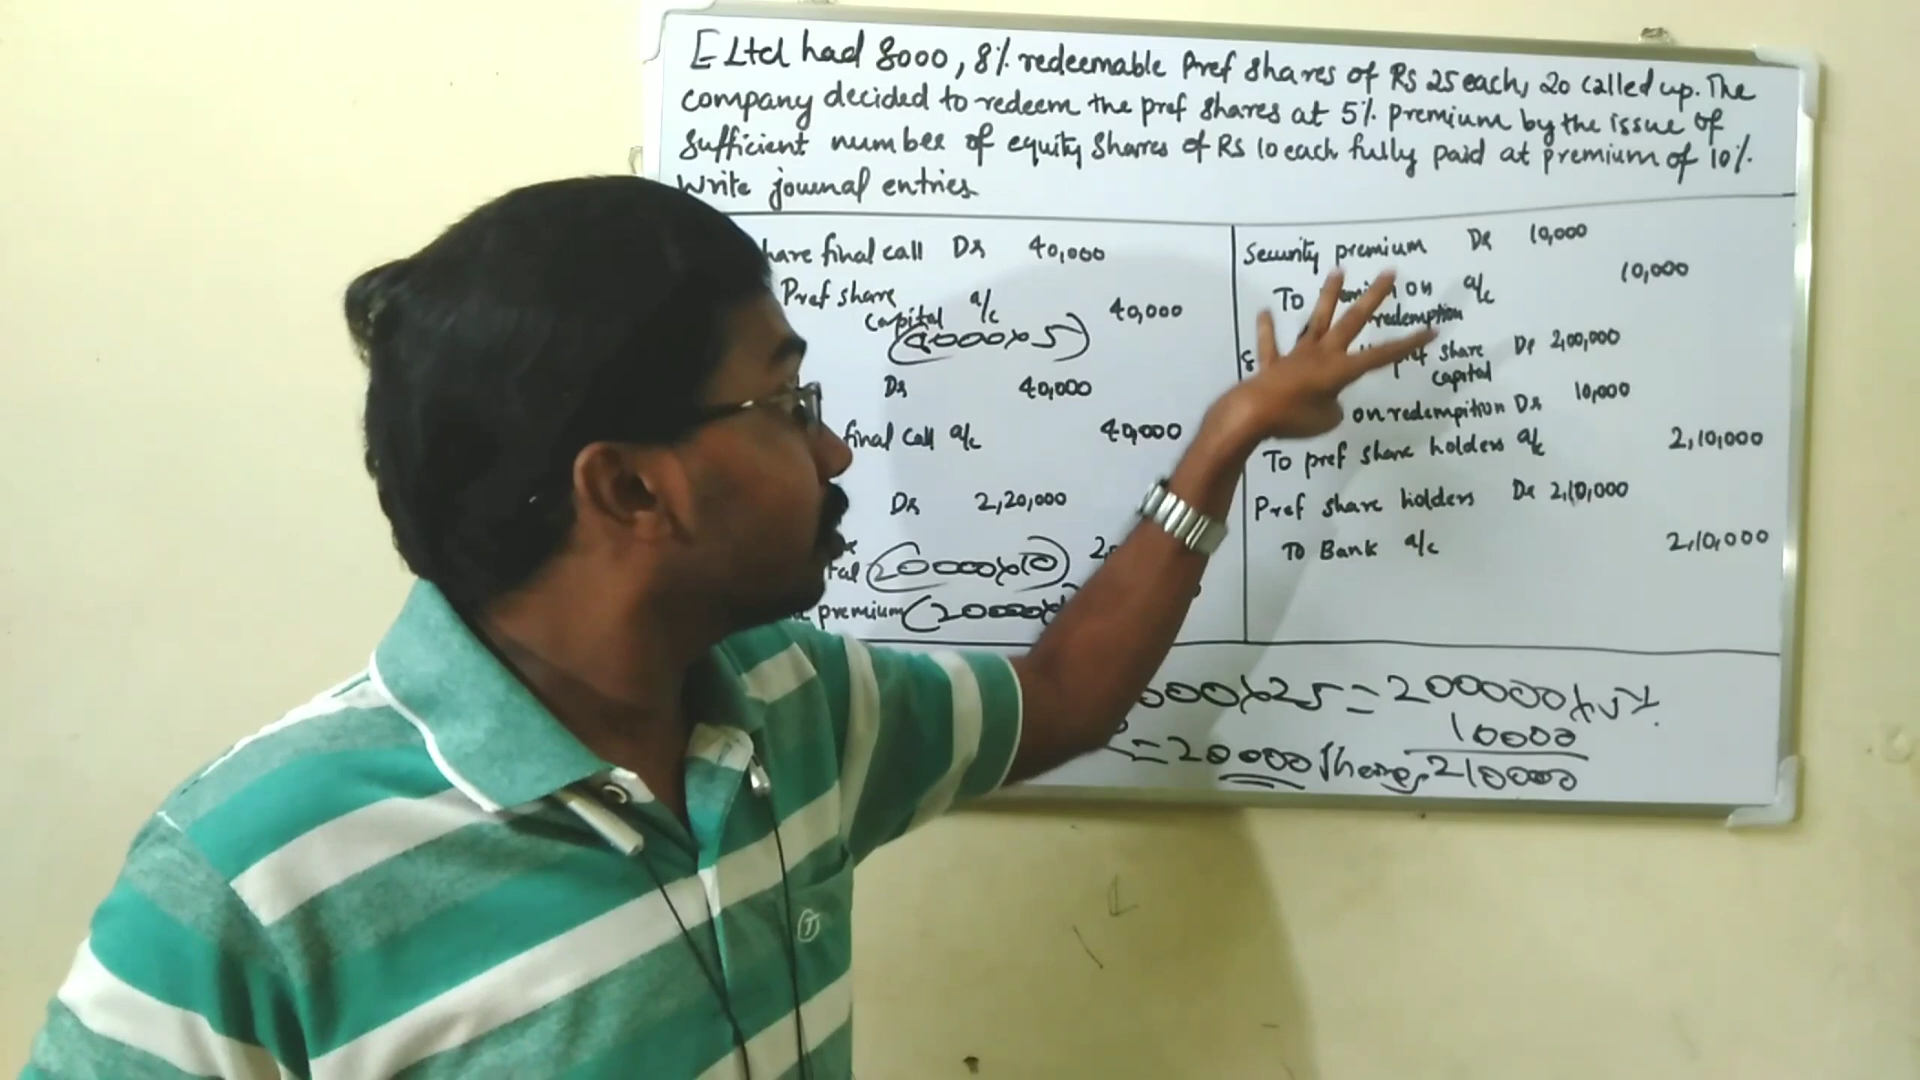 E Ltd had 8000, 8% redeemable Pref shares of Rs 25 each, 20 called up. The
company decided to redeem the pref shares at 5% premium by the issue of
sufficient number of equity shares of Rs 10 each fully paid at premium of 10%.
Write journal entries.
final call Dr 40,000
Pref share
capital a/c 40,000
(8000x5)
Dr 40,000
final call a/c 40,000
Dr 2,20,000
(20000x10)
premium (20000x
Security premium Dr 10,000
To on a/c 10,000
redemption
pref share Dr 2,00,000
capital
on redempition Dr 10,000
To pref share holders a/c 2,10,000
Pref share holders Dr 2,10,000
To Bank a/c 2,10,000
000x25 = 200000x5%
10000
= 20000 Shares 210000